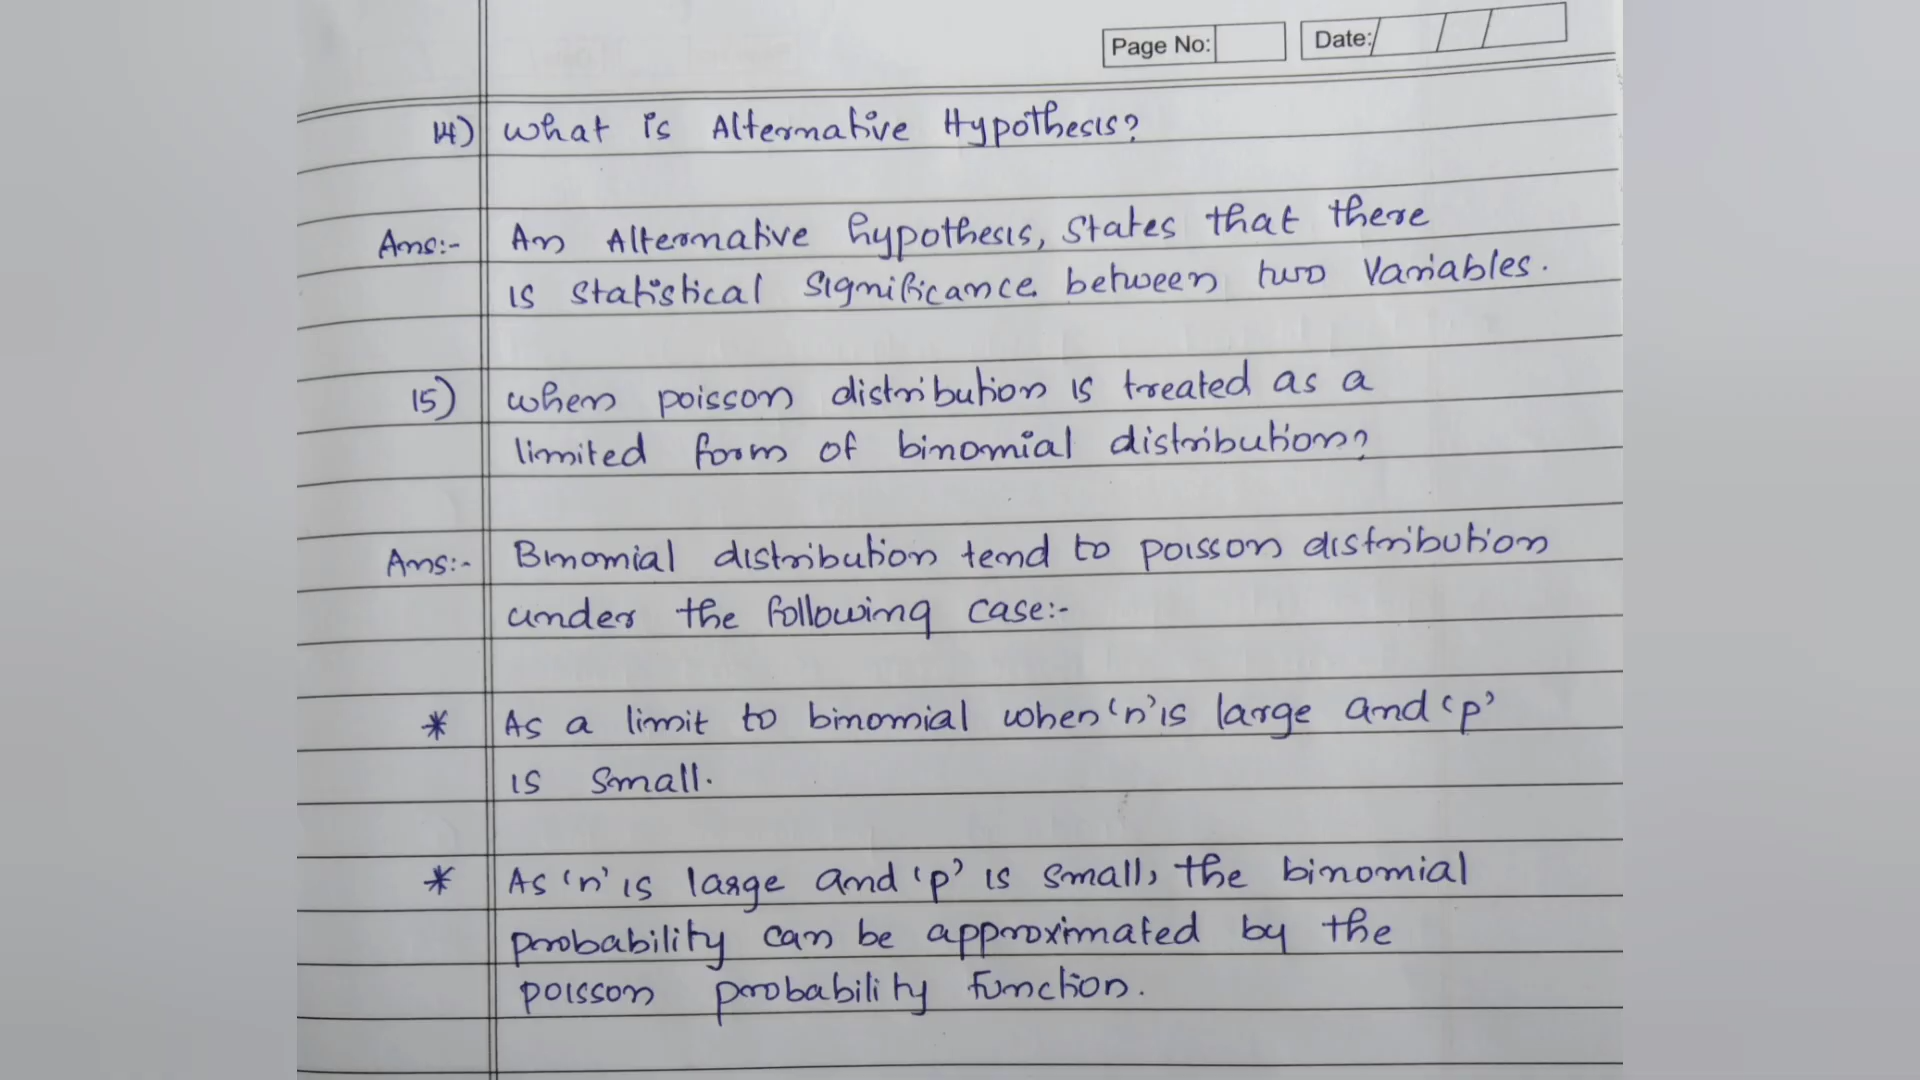 Page No: Date:
14) What is Alternative Hypothesis?
Ans:- An Alternative hypothesis, States that there
is statistical significance between two variables.
15) when poisson distribution is treated as a
limited form of binomial distribution?
Ans:- Binomial distribution tend to poisson distribution
under the following case:-
* As a limit to binomial when 'n' is large and 'p'
is small.
* As 'n' is large and 'p' is small, the binomial
probability can be approximated by the
poisson probability function.